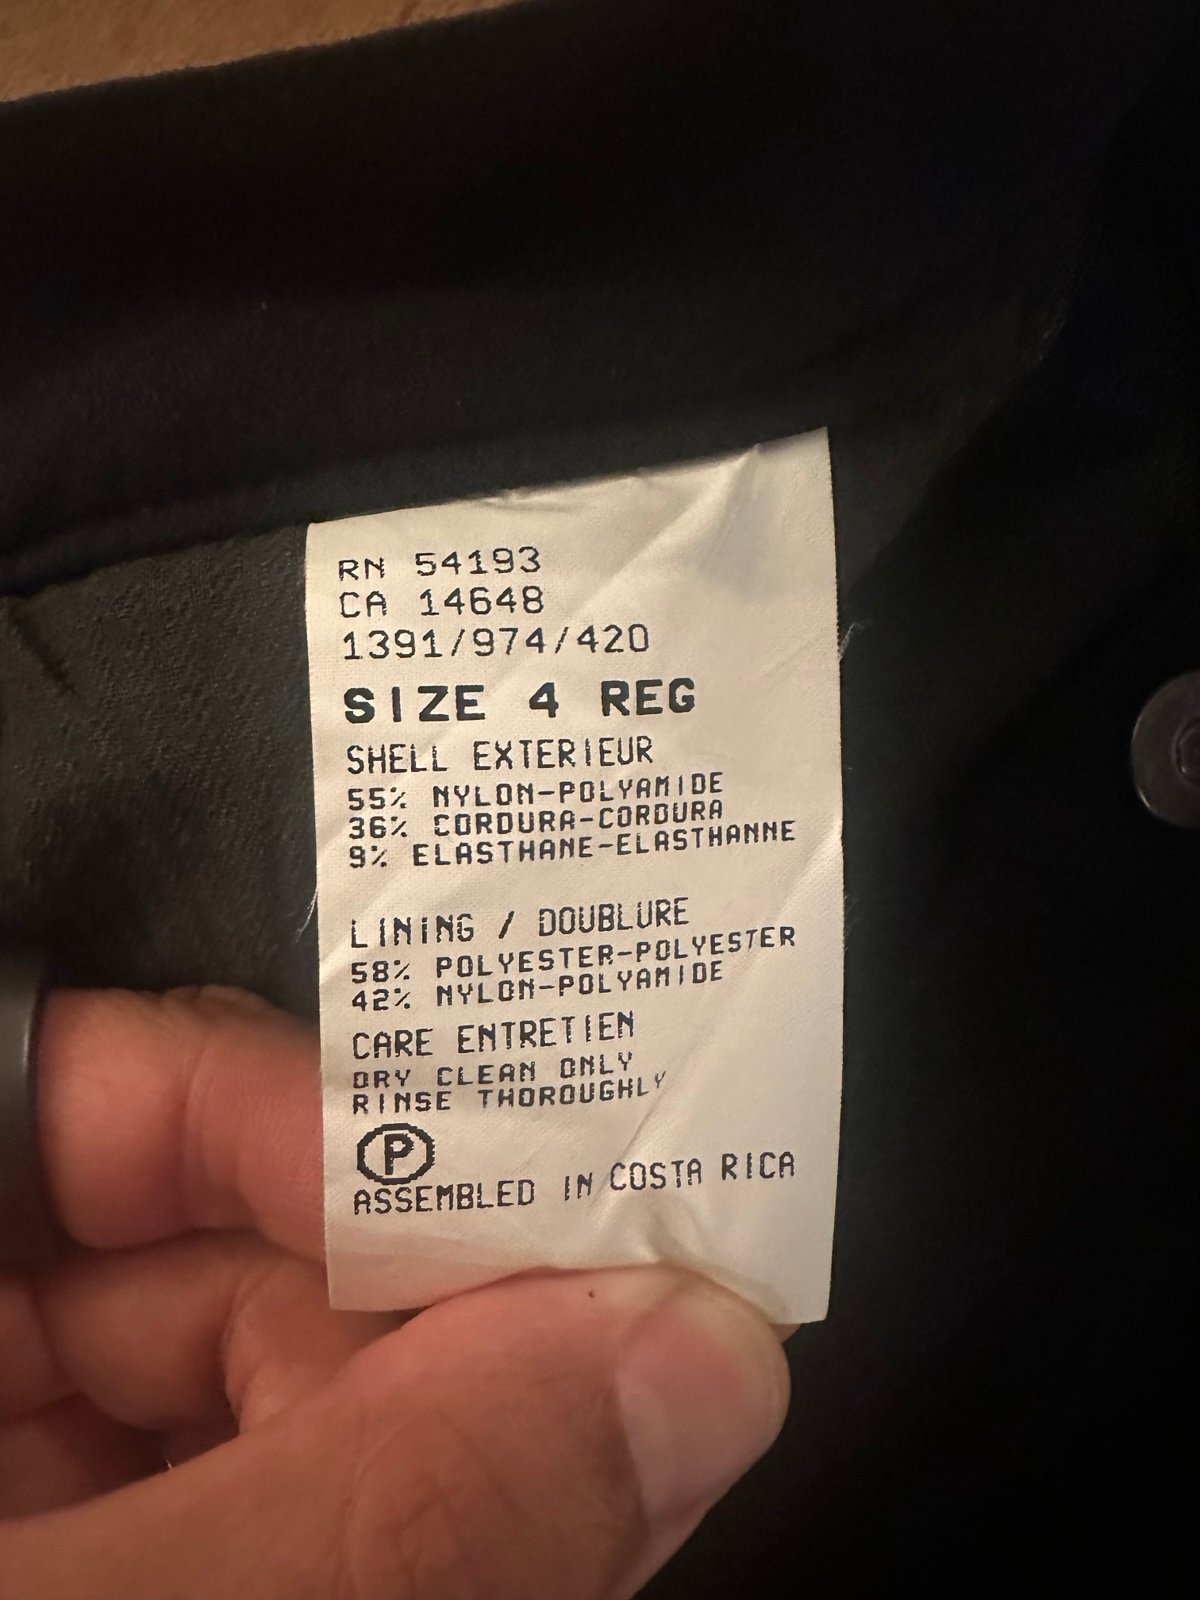 RN 54193
CA 14648
1391/974/420
SIZE 4 REG
SHELL EXTERIEUR
55% NYLON-POLYAMIDE
36% CORDURA-CORDURA
9% ELASTHANE-ELASTHANNE
LINING / DOUBLURE
58% POLYESTER-POLYESTER
42% NYLON-POLYAMIDE
CARE ENTRETIEN
DRY CLEAN ONLY
RINSE THOROUGHLY
P
ASSEMBLED IN COSTA RICA